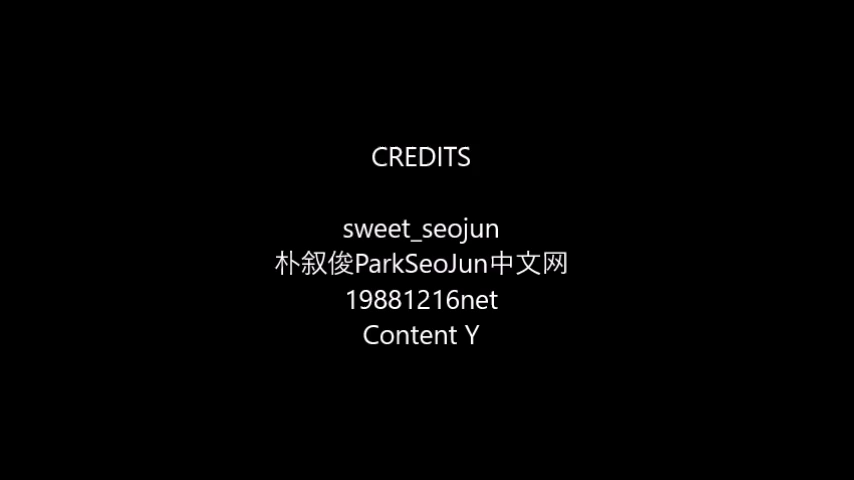 CREDITS
sweet_seojun
朴叙俊ParkSeoJun中文网
19881216net
Content Y